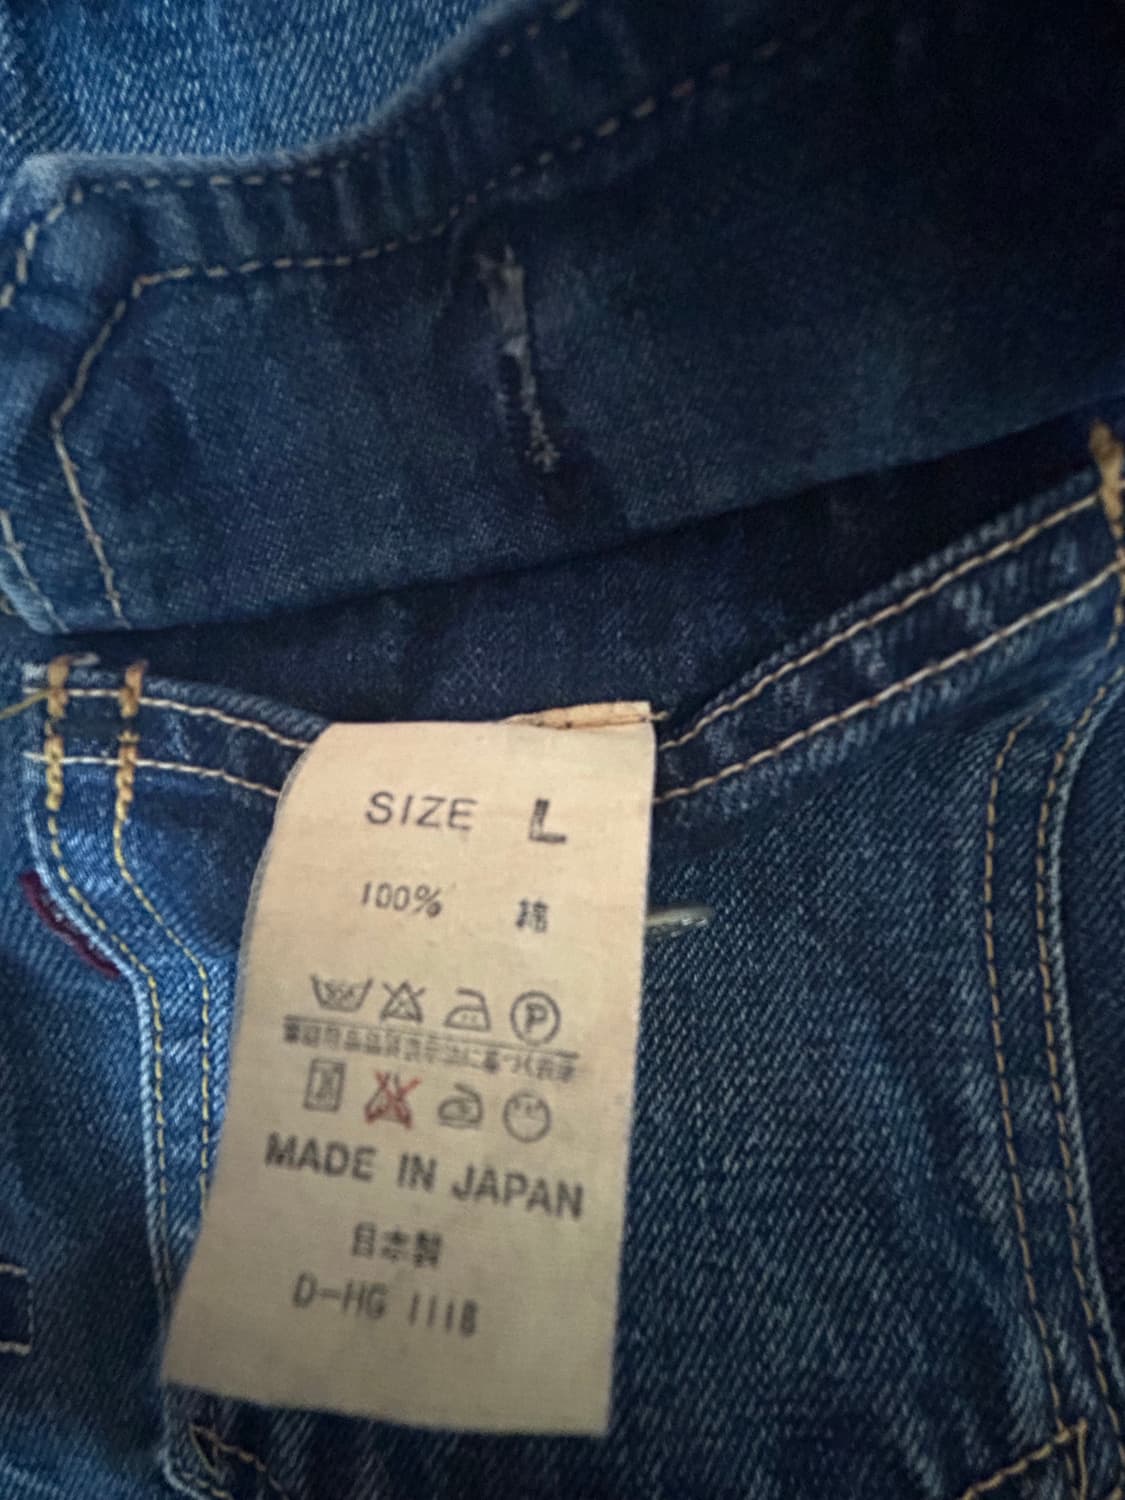 SIZE L
100% 綿
P
MADE IN JAPAN
日本製
D-HG 1118